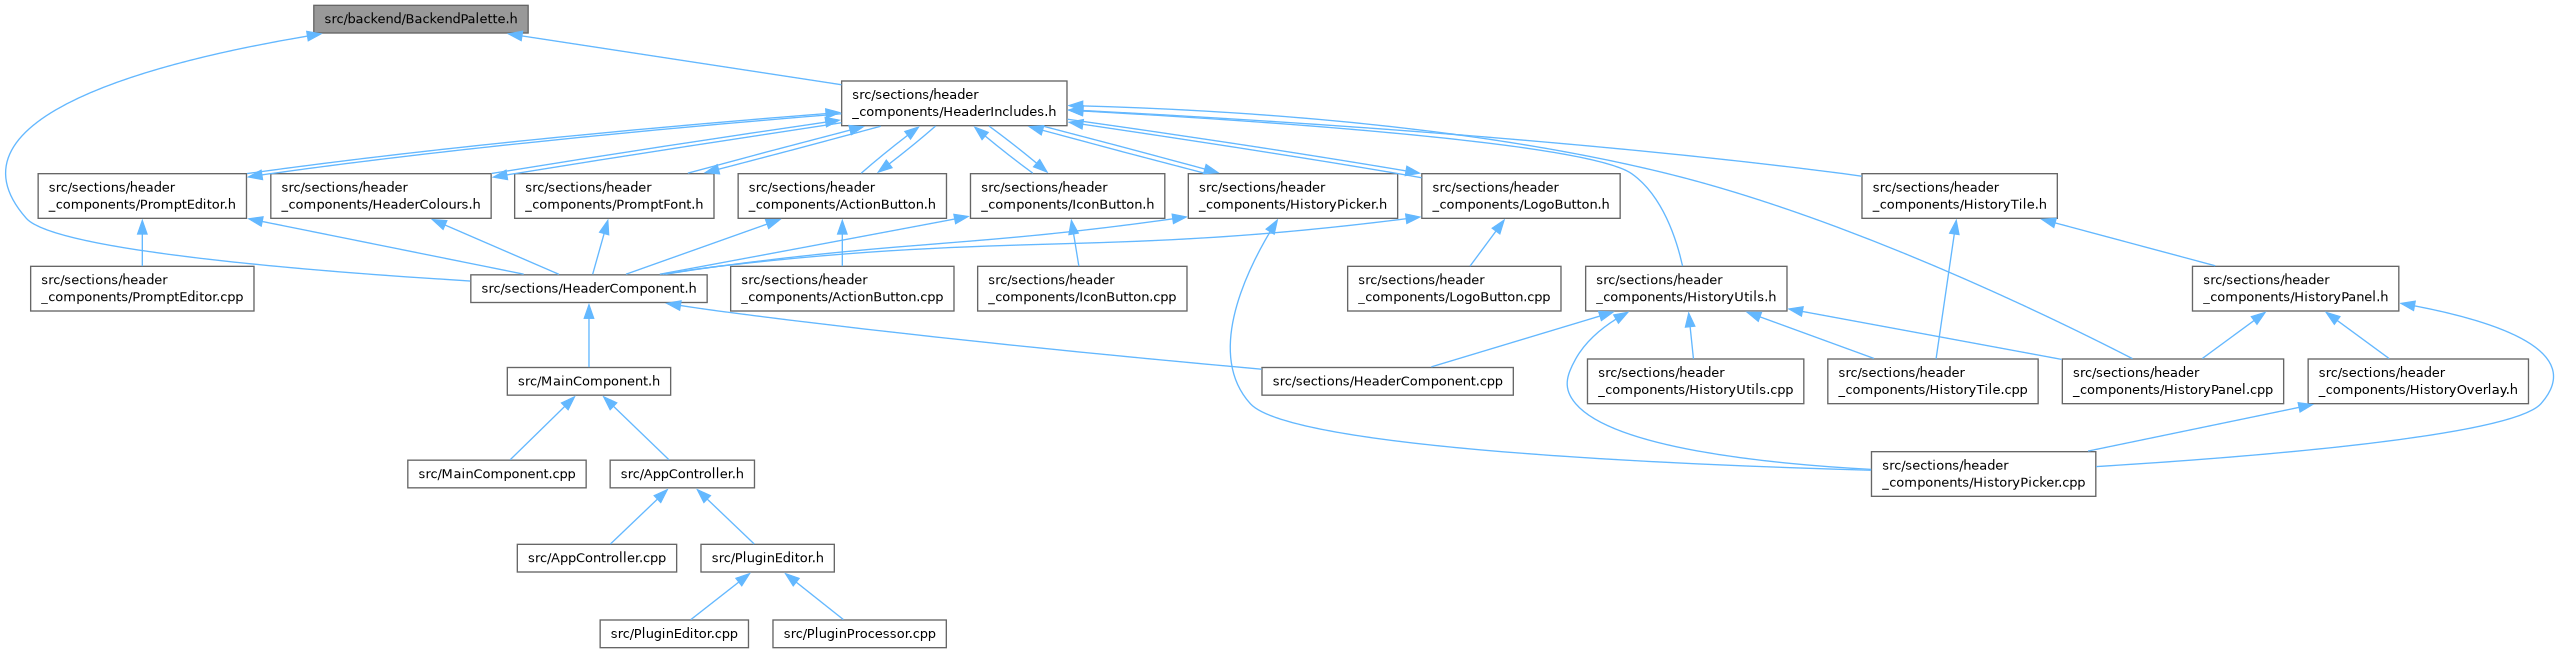 src/backend/BackendPalette.h
src/sections/header
_components/HeaderIncludes.h
src/sections/header
_components/PromptEditor.h
src/sections/header
_components/HeaderColours.h
src/sections/header
_components/PromptFont.h
src/sections/header
_components/ActionButton.h
src/sections/header
_components/IconButton.h
src/sections/header
_components/HistoryPicker.h
src/sections/header
_components/LogoButton.h
src/sections/header
_components/HistoryTile.h
src/sections/header
_components/PromptEditor.cpp
src/sections/HeaderComponent.h
src/sections/header
_components/ActionButton.cpp
src/sections/header
_components/IconButton.cpp
src/sections/header
_components/LogoButton.cpp
src/sections/header
_components/HistoryUtils.h
src/sections/header
_components/HistoryPanel.h
src/MainComponent.h
src/sections/HeaderComponent.cpp
src/sections/header
_components/HistoryUtils.cpp
src/sections/header
_components/HistoryTile.cpp
src/sections/header
_components/HistoryPanel.cpp
src/sections/header
_components/HistoryOverlay.h
src/MainComponent.cpp
src/AppController.h
src/sections/header
_components/HistoryPicker.cpp
src/AppController.cpp
src/PluginEditor.h
src/PluginEditor.cpp
src/PluginProcessor.cpp